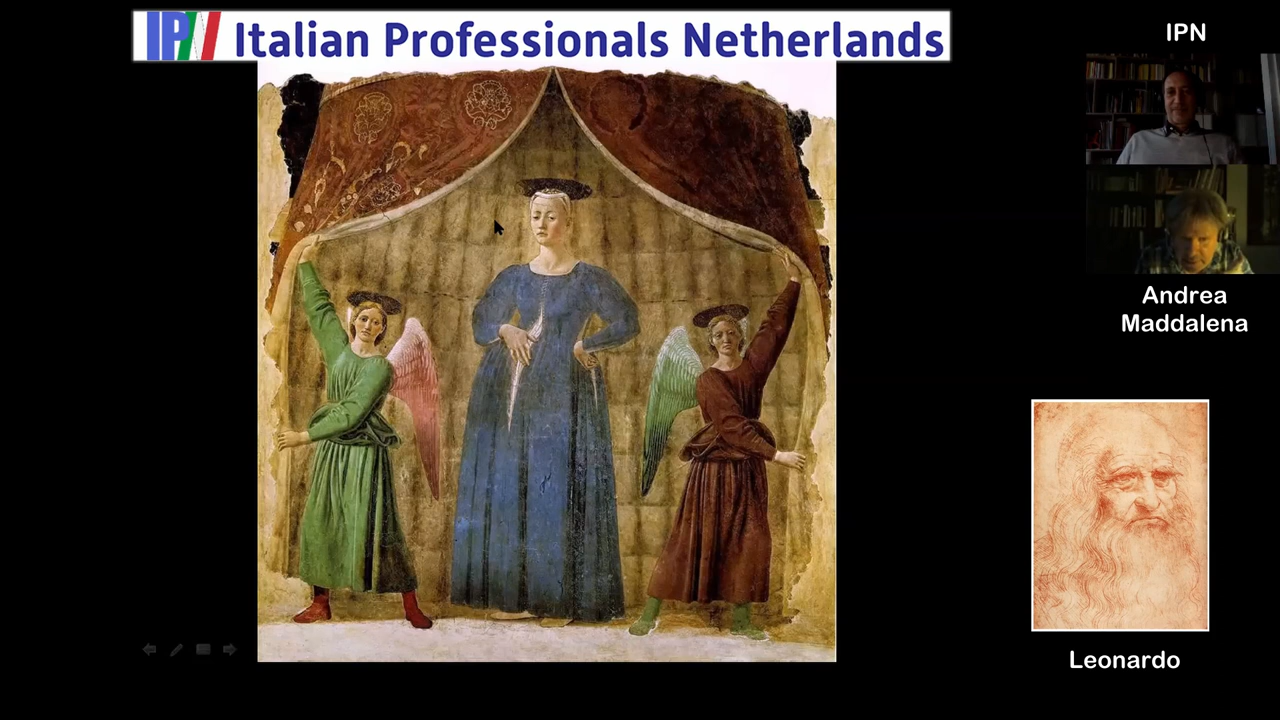 IPN Italian Professionals Netherlands
IPN
Andrea
Maddalena
Leonardo